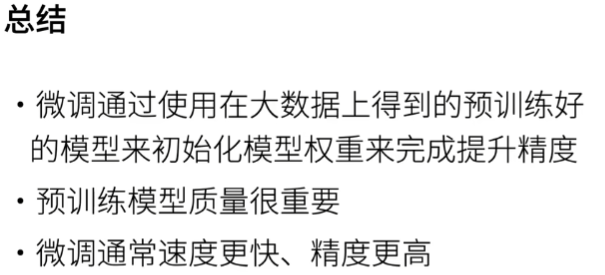 总结
• 微调通过使用在大数据上得到的预训练好
的模型来初始化模型权重来完成提升精度
• 预训练模型质量很重要
• 微调通常速度更快、精度更高